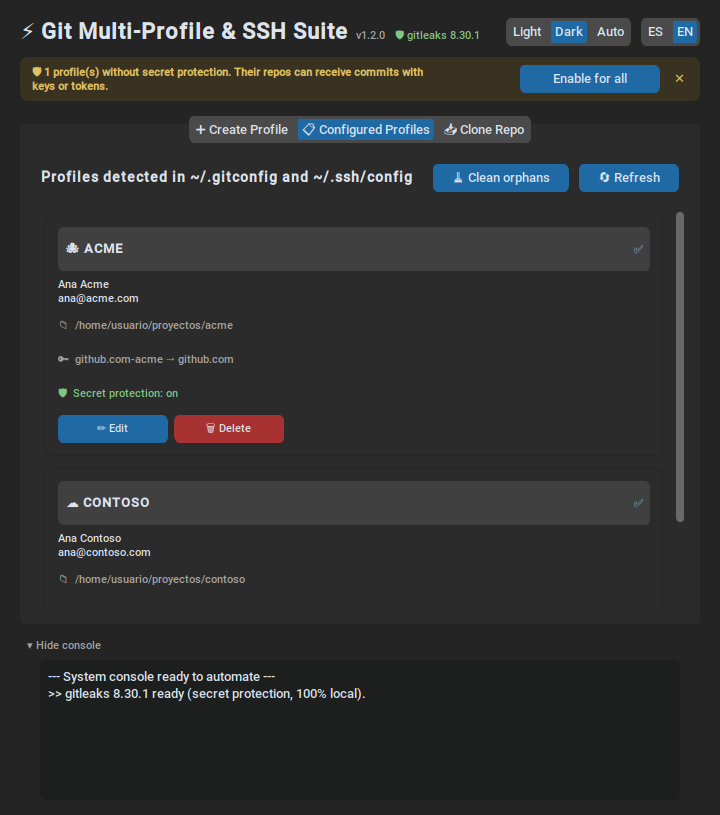 ⚡ Git Multi-Profile & SSH Suite v1.2.0 🛡 gitleaks 8.30.1 Light Dark Auto ES EN
🛡 1 profile(s) without secret protection. Their repos can receive commits with
keys or tokens.
Enable for all ✕
➕ Create Profile 📋 Configured Profiles 📥 Clone Repo
Profiles detected in ~/.gitconfig and ~/.ssh/config 🧹 Clean orphans 🔄 Refresh
🐙 ACME ✅
Ana Acme
ana@acme.com
📁 /home/usuario/proyectos/acme
🔑 github.com-acme → github.com
🛡 Secret protection: on
✏ Edit 🗑 Delete
☁ CONTOSO ✅
Ana Contoso
ana@contoso.com
📁 /home/usuario/proyectos/contoso
▾ Hide console
--- System console ready to automate ---
>> gitleaks 8.30.1 ready (secret protection, 100% local).